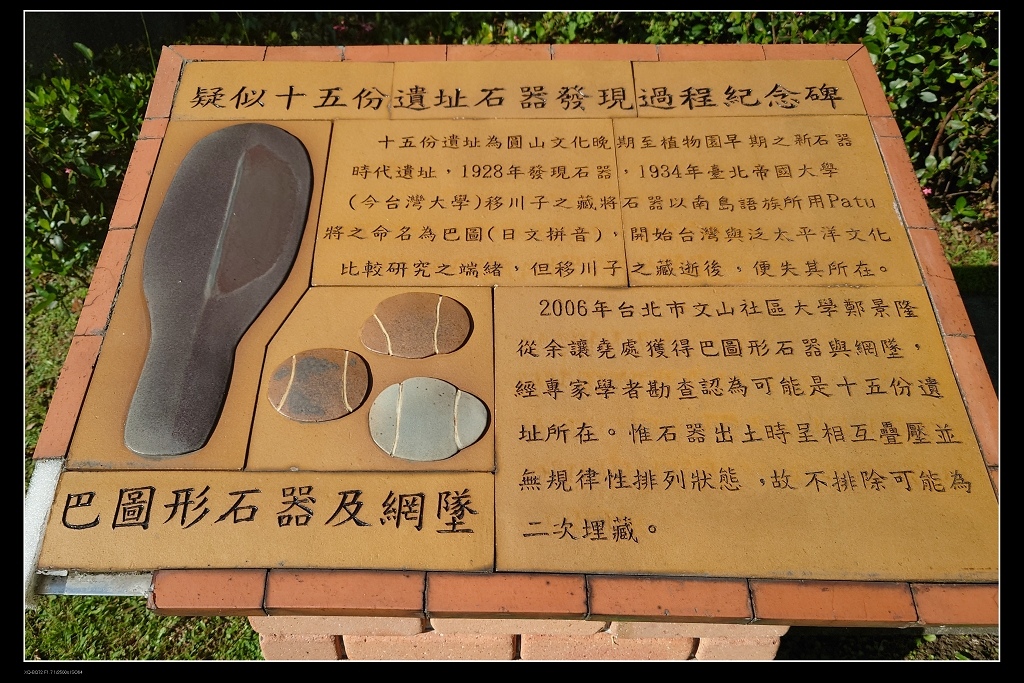 疑似十五份遺址石器發現過程紀念碑
十五份遺址為圓山文化晚期至植物園早期之新石器
時代遺址，1928年發現石器，1934年臺北帝國大學
(今台灣大學)移川子之藏將石器以南島語族所用Patu
將之命名為巴圖(日文拼音)，開始台灣與泛太平洋文化
比較研究之端緒，但移川子之藏逝後，便失其所在。
2006年台北市文山社區大學鄭景隆
從余讓堯處獲得巴圖形石器與網墜，
經專家學者勘查認為可能是十五份遺
址所在。惟石器出土時呈相互疊壓並
無規律性排列狀態，故不排除可能為
二次埋藏。
巴圖形石器及網墜